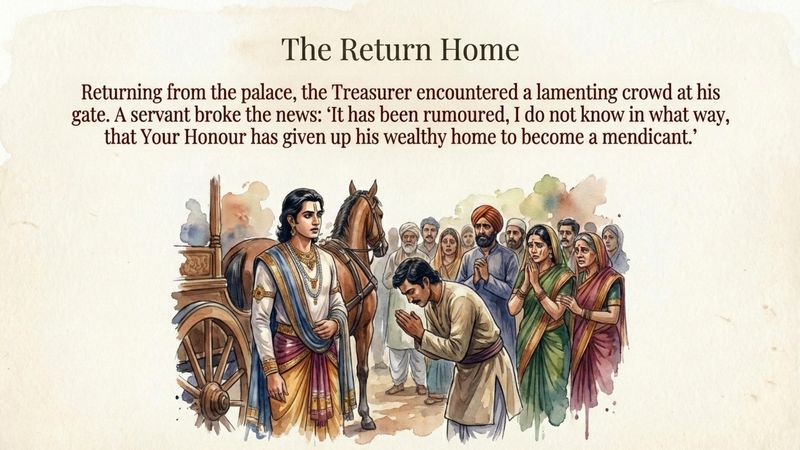 The Return Home
Returning from the palace, the Treasurer encountered a lamenting crowd at his
gate. A servant broke the news: ‘It has been rumoured, I do not know in what way,
that Your Honour has given up his wealthy home to become a mendicant.’